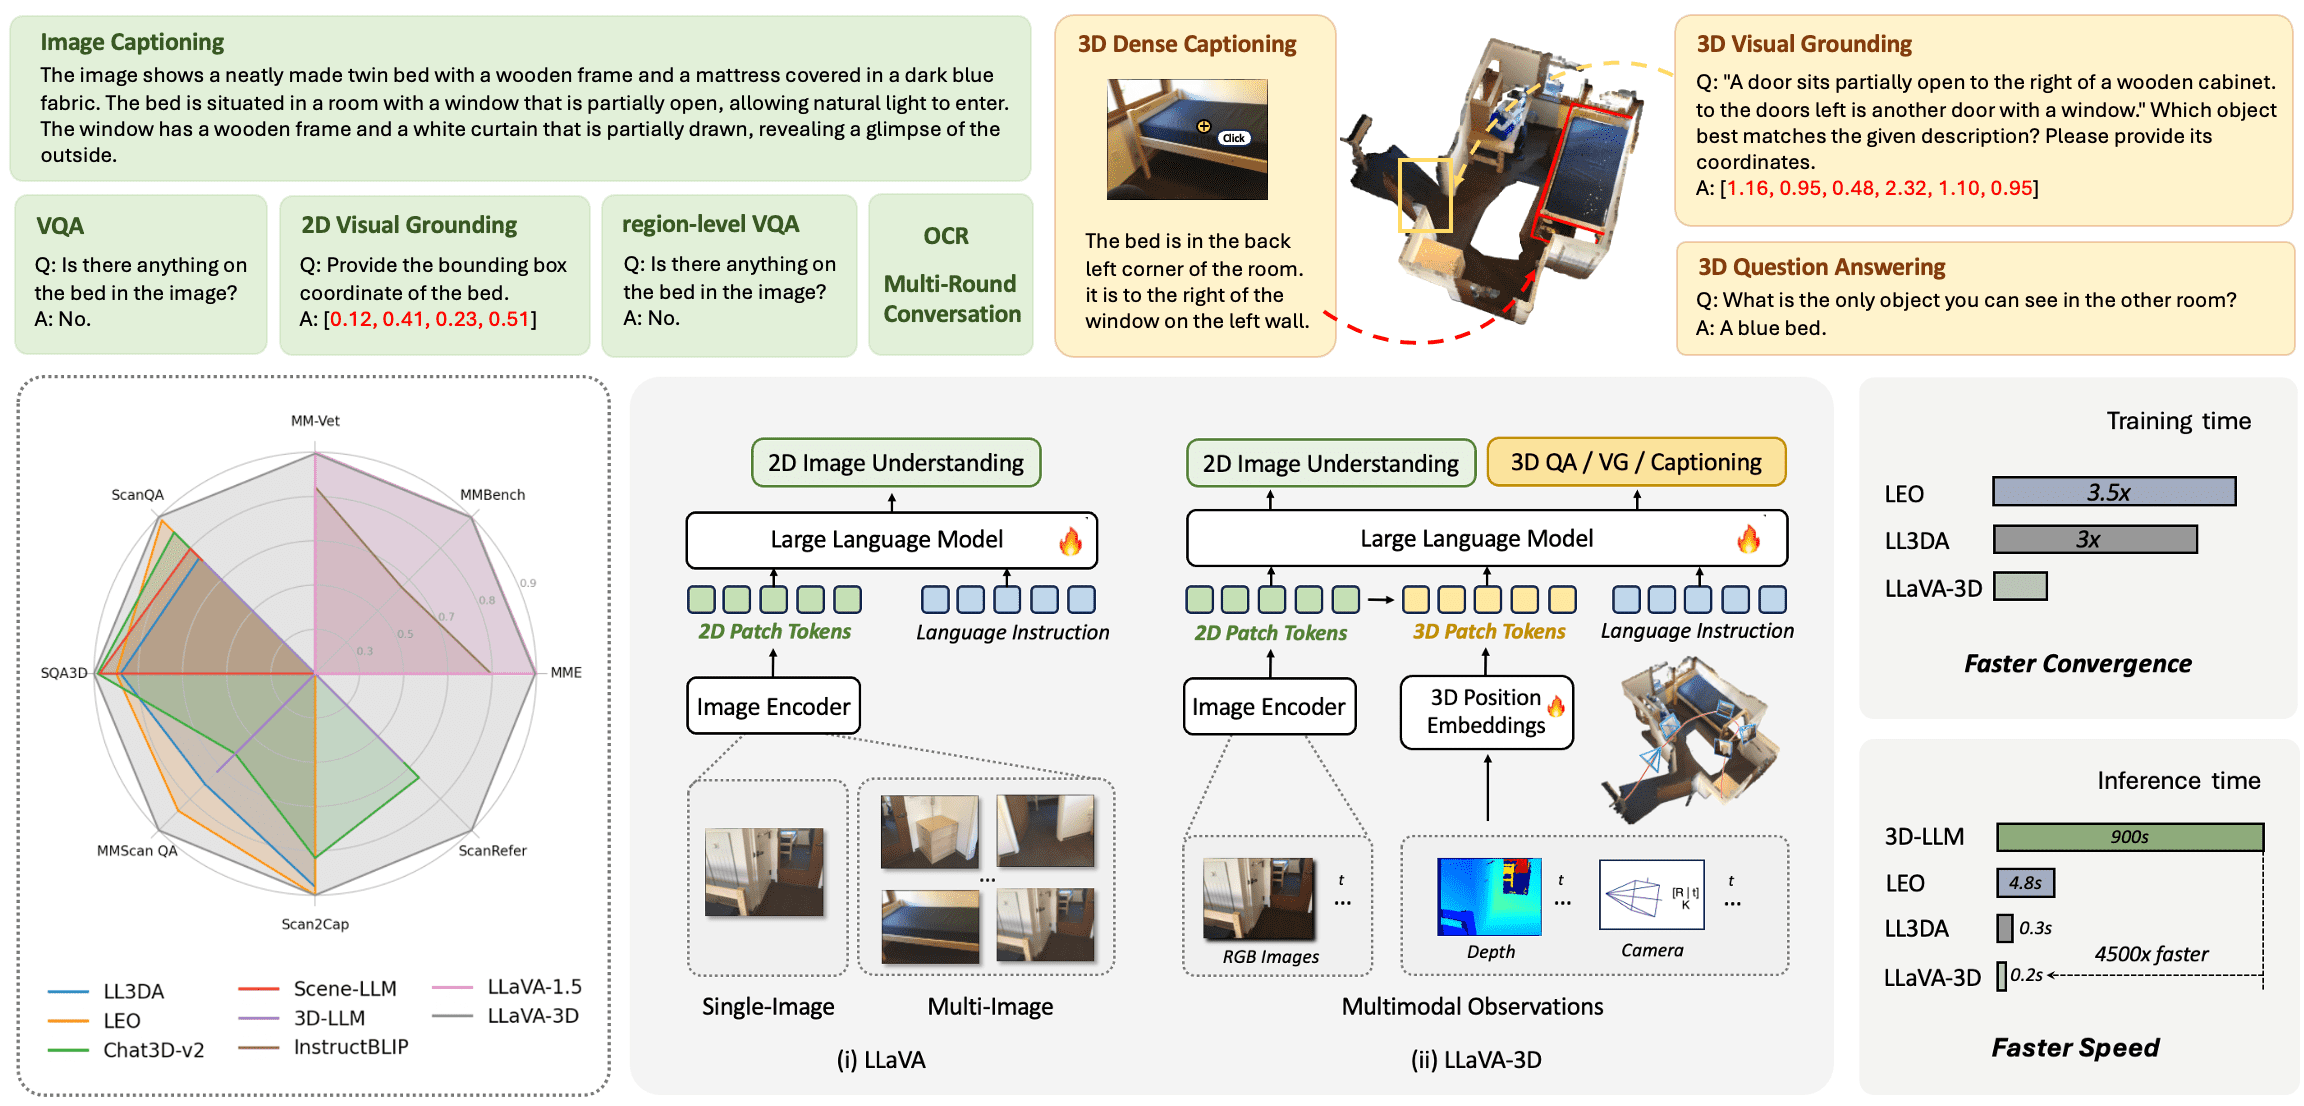 Image Captioning
The image shows a neatly made twin bed with a wooden frame and a mattress covered in a dark blue
fabric. The bed is situated in a room with a window that is partially open, allowing natural light to enter.
The window has a wooden frame and a white curtain that is partially drawn, revealing a glimpse of the
outside.
VQA
Q: Is there anything on
the bed in the image?
A: No.
2D Visual Grounding
Q: Provide the bounding box
coordinate of the bed.
A: [0.12, 0.41, 0.23, 0.51]
region-level VQA
Q: Is there anything on
the bed in the image?
A: No.
OCR
Multi-Round
Conversation
3D Dense Captioning
Click
The bed is in the back
left corner of the room.
it is to the right of the
window on the left wall.
3D Visual Grounding
Q: "A door sits partially open to the right of a wooden cabinet.
to the doors left is another door with a window." Which object
best matches the given description? Please provide its
coordinates.
A: [1.16, 0.95, 0.48, 2.32, 1.10, 0.95]
3D Question Answering
Q: What is the only object you can see in the other room?
A: A blue bed.
MM-Vet
ScanQA
MMBench
0.9
0.8
0.7
0.5
0.3
SQA3D
MME
MMScan QA
ScanRefer
Scan2Cap
LL3DA
LEO
Chat3D-v2
Scene-LLM
3D-LLM
InstructBLIP
LLaVA-1.5
LLaVA-3D
2D Image Understanding
Large Language Model
2D Patch Tokens
Language Instruction
Image Encoder
...
Single-Image
Multi-Image
(i) LLaVA
2D Image Understanding
3D QA / VG / Captioning
Large Language Model
2D Patch Tokens
3D Patch Tokens
Language Instruction
Image Encoder
3D Position
Embeddings
t
...
RGB Images
t
...
Depth
[R | t]
K
Camera
t
...
Multimodal Observations
(ii) LLaVA-3D
Training time
LEO
3.5x
LL3DA
3x
LLaVA-3D
Faster Convergence
Inference time
3D-LLM
900s
LEO
4.8s
LL3DA
0.3s
4500x faster
LLaVA-3D
0.2s
Faster Speed